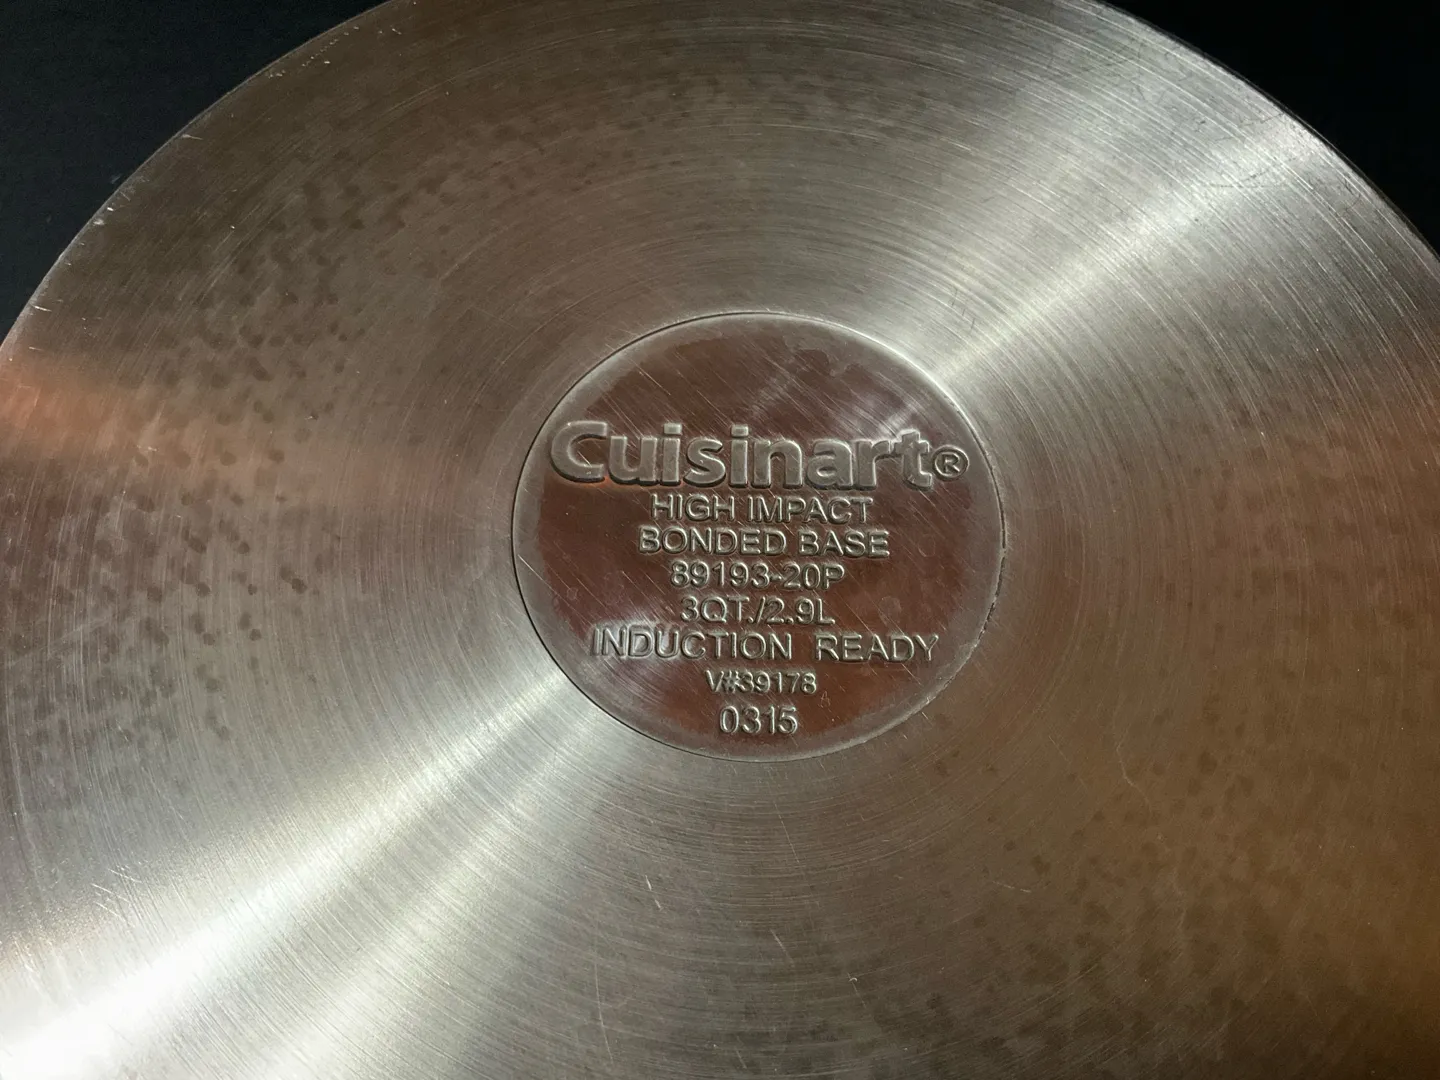 Cuisinart®
HIGH IMPACT
BONDED BASE
89193-20P
3QT./2.9L
INDUCTION READY
V#39178
0315